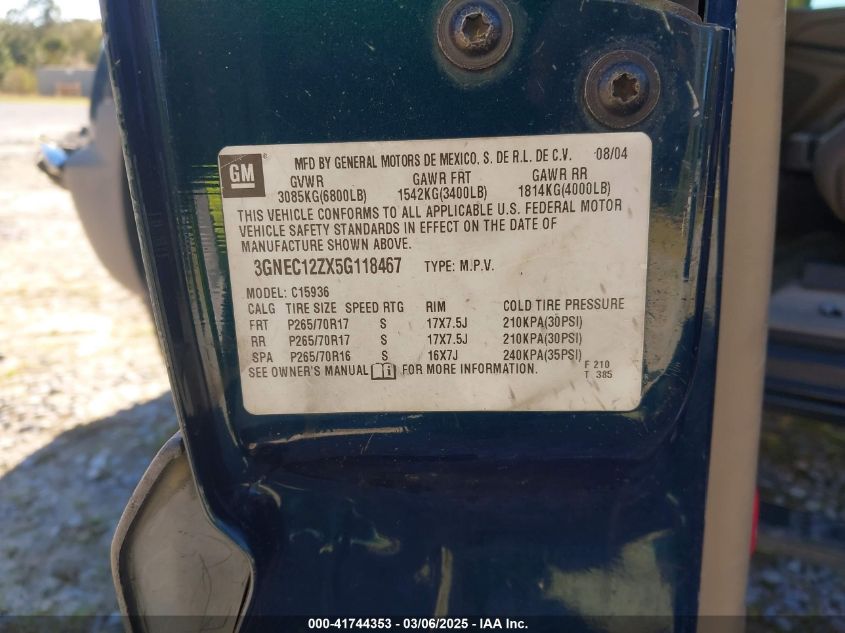 GM
MFD BY GENERAL MOTORS DE MEXICO, S. DE R.L. DE C.V. 08/04
GVWR GAWR FRT GAWR RR
3085KG(6800LB) 1542KG(3400LB) 1814KG(4000LB)
THIS VEHICLE CONFORMS TO ALL APPLICABLE U.S. FEDERAL MOTOR
VEHICLE SAFETY STANDARDS IN EFFECT ON THE DATE OF
MANUFACTURE SHOWN ABOVE.
3GNEC12ZX5G118467 TYPE: M.P.V.
MODEL: C15936
CALG TIRE SIZE SPEED RTG RIM COLD TIRE PRESSURE
FRT P265/70R17 S 17X7.5J 210KPA(30PSI)
RR P265/70R17 S 17X7.5J 210KPA(30PSI)
SPA P265/70R16 S 16X7J 240KPA(35PSI)
SEE OWNER'S MANUAL FOR MORE INFORMATION.
F 210
T 385
000-41744353 — 03/06/2025 — IAA Inc.